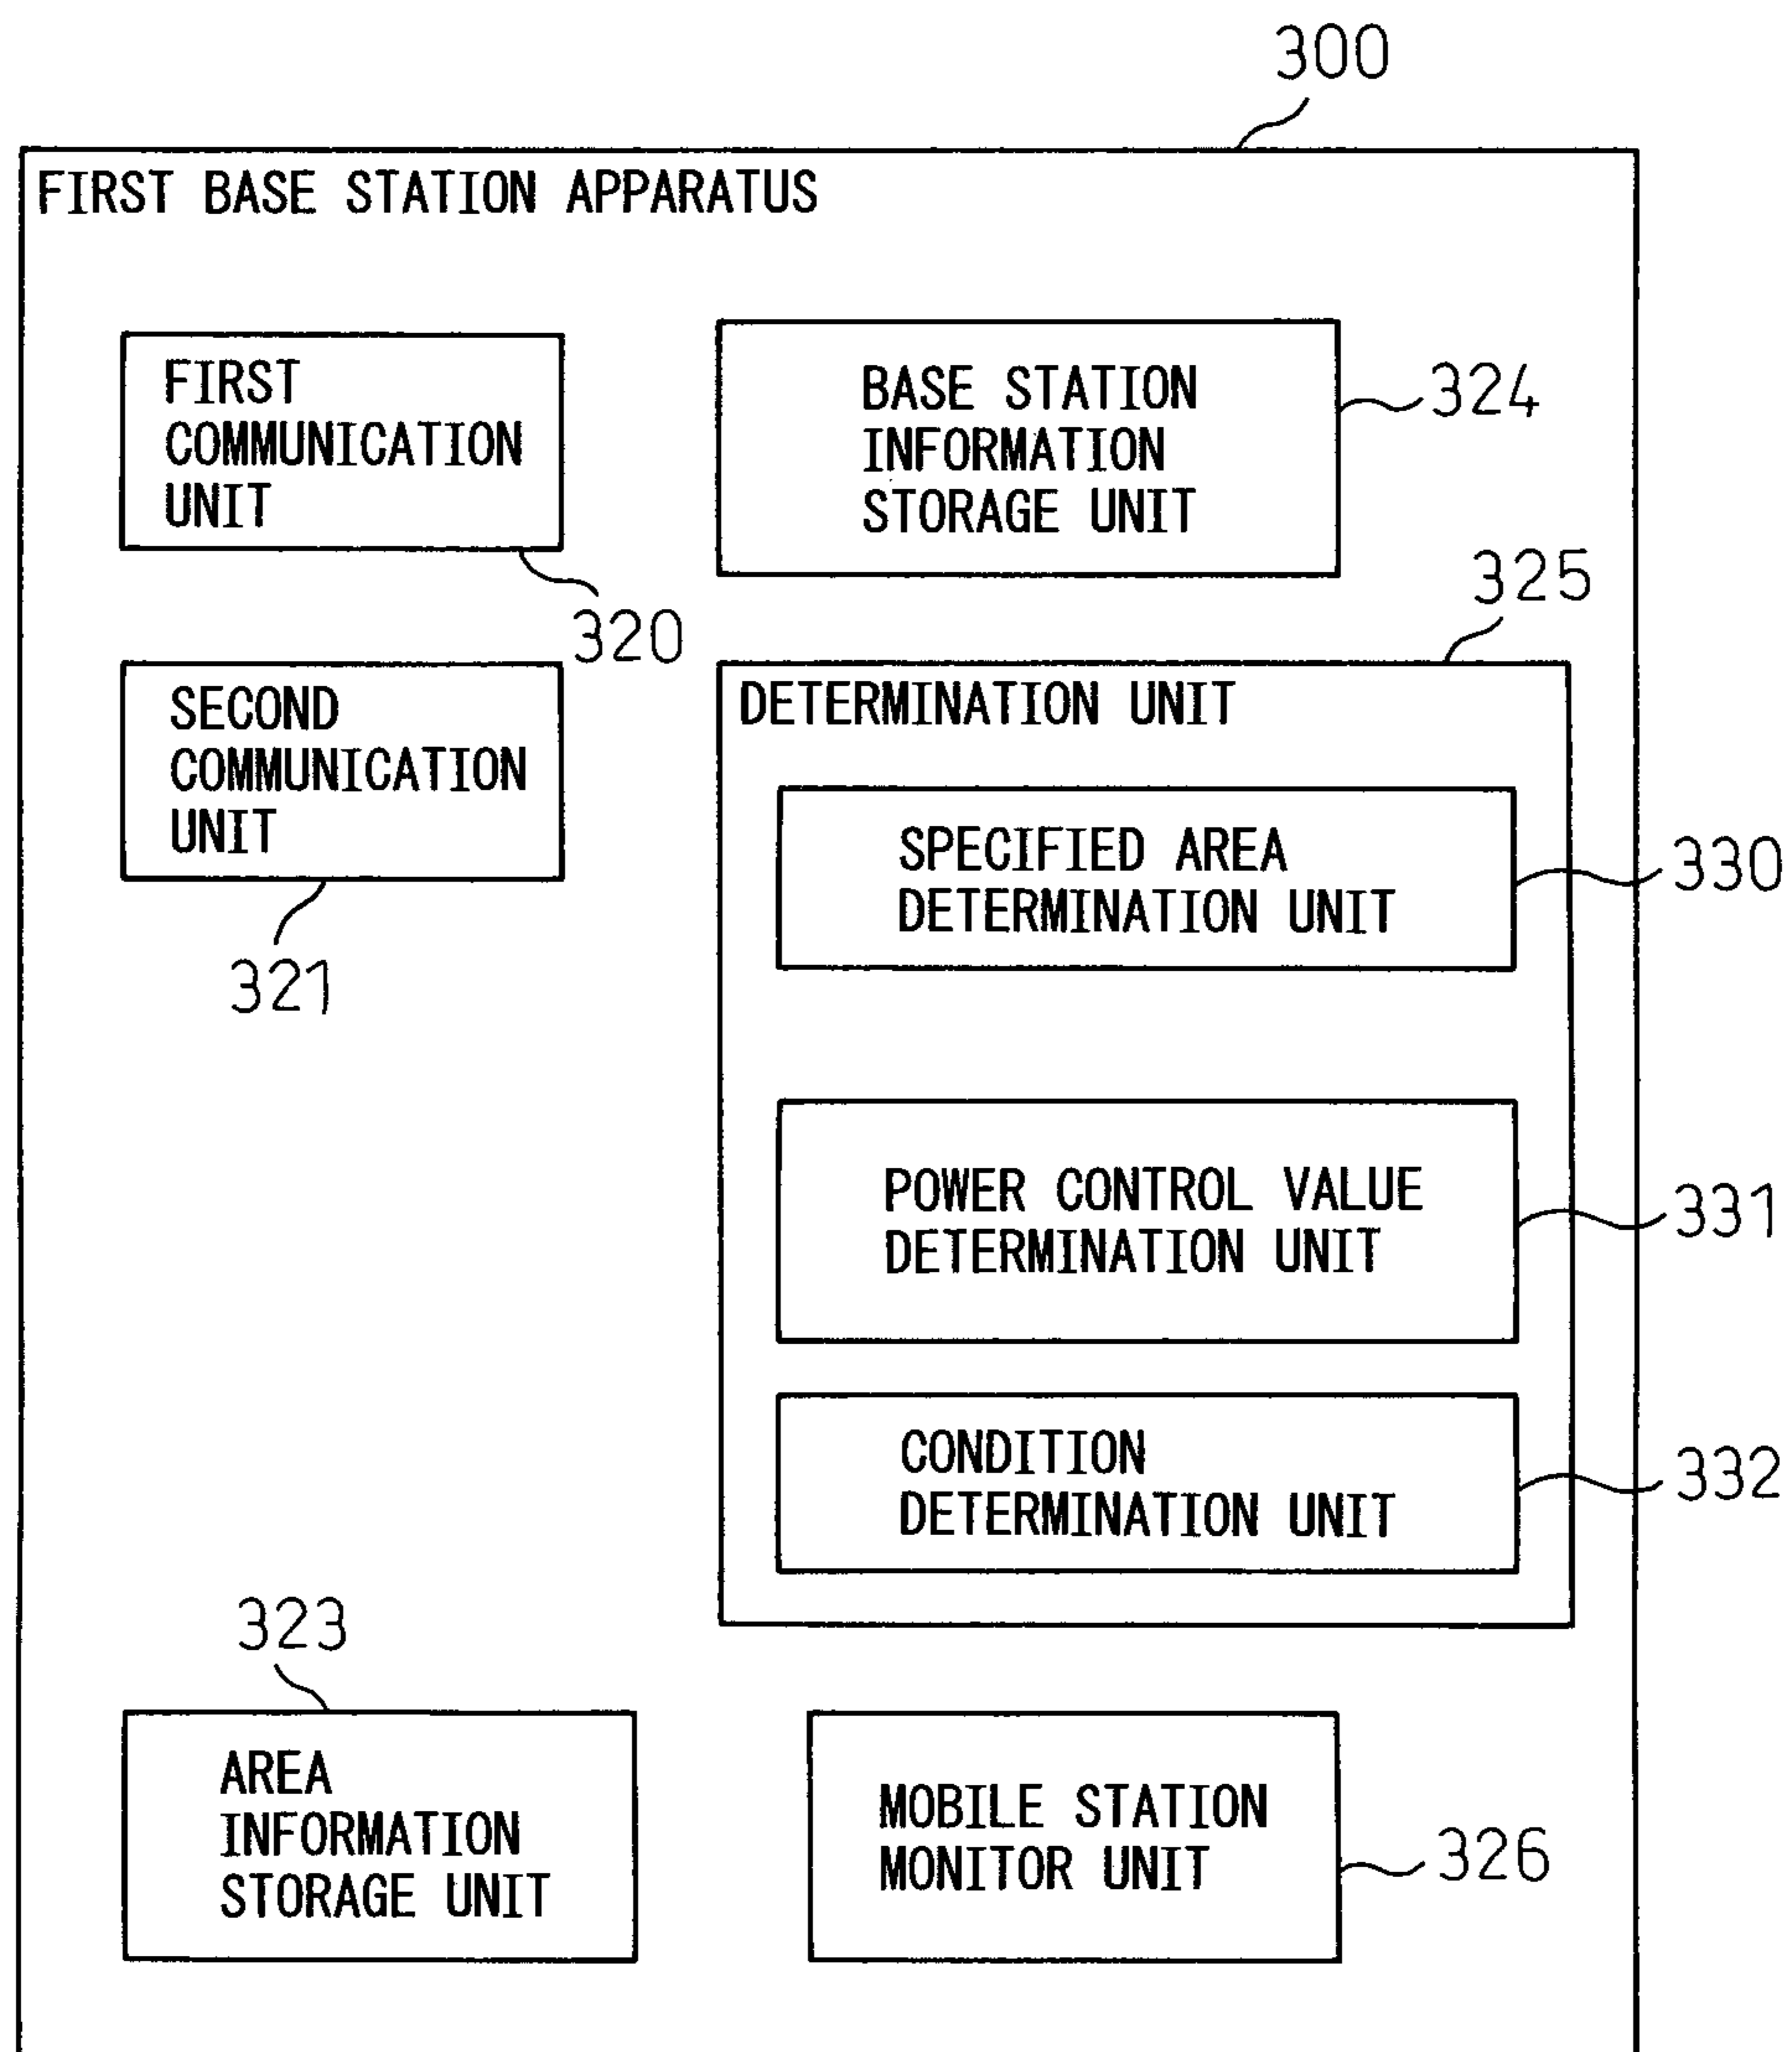 300
FIRST BASE STATION APPARATUS
FIRST
COMMUNICATION
UNIT
320
BASE STATION
INFORMATION
STORAGE UNIT
324
SECOND
COMMUNICATION
UNIT
321
325
DETERMINATION UNIT
SPECIFIED AREA
DETERMINATION UNIT
330
POWER CONTROL VALUE
DETERMINATION UNIT
331
CONDITION
DETERMINATION UNIT
332
323
AREA
INFORMATION
STORAGE UNIT
MOBILE STATION
MONITOR UNIT
326